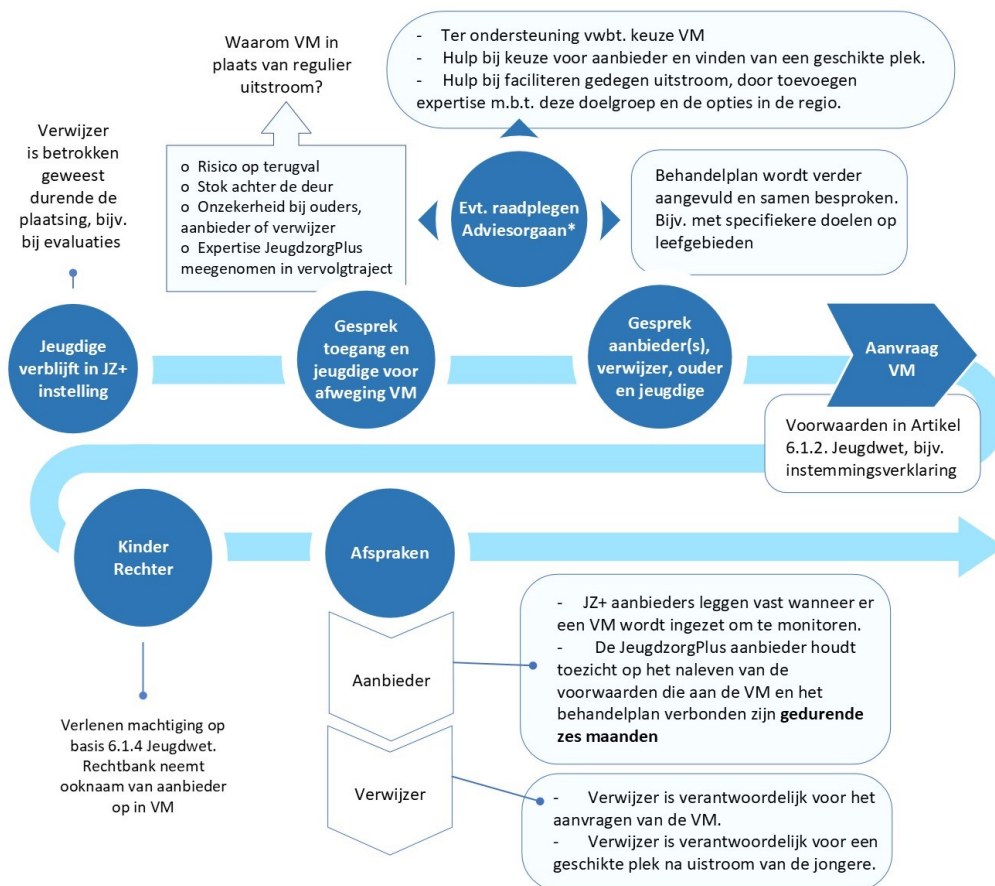 Waarom VM in
plaats van regulier
uitstroom?
- Ter ondersteuning vwbt. keuze VM
- Hulp bij keuze voor aanbieder en vinden van een geschikte plek.
- Hulp bij faciliteren gedegen uitstroom, door toevoegen
expertise m.b.t. deze doelgroep en de opties in de regio.
Verwijzer
is betrokken
geweest
durende de
plaatsing, bijv.
bij evaluaties
o Risico op terugval
o Stok achter de deur
o Onzekerheid bij ouders,
aanbieder of verwijzer
o Expertise JeugdzorgPlus
meegenomen in vervolgtraject
Evt. raadplegen
Adviesorgaan*
Behandelplan wordt verder
aangevuld en samen besproken.
Bijv. met specifiekere doelen op
leefgebieden
Jeugdige
verblijft in JZ+
instelling
Gesprek
toegang en
jeugdige voor
afweging VM
Gesprek
aanbieder(s),
verwijzer, ouder
en jeugdige
Aanvraag
VM
Voorwaarden in Artikel
6.1.2. Jeugdwet, bijv.
instemmingsverklaring
Kinder
Rechter
Afspraken
Verlenen machtiging op
basis 6.1.4 Jeugdwet.
Rechtbank neemt
ooknaam van aanbieder
op in VM
Aanbieder
- JZ+ aanbieders leggen vast wanneer er
een VM wordt ingezet om te monitoren.
- De JeugdzorgPlus aanbieder houdt
toezicht op het naleven van de
voorwaarden die aan de VM en het
behandelplan verbonden zijn gedurende
zes maanden
Verwijzer
- Verwijzer is verantwoordelijk voor het
aanvragen van de VM.
- Verwijzer is verantwoordelijk voor een
geschikte plek na uistroom van de jongere.